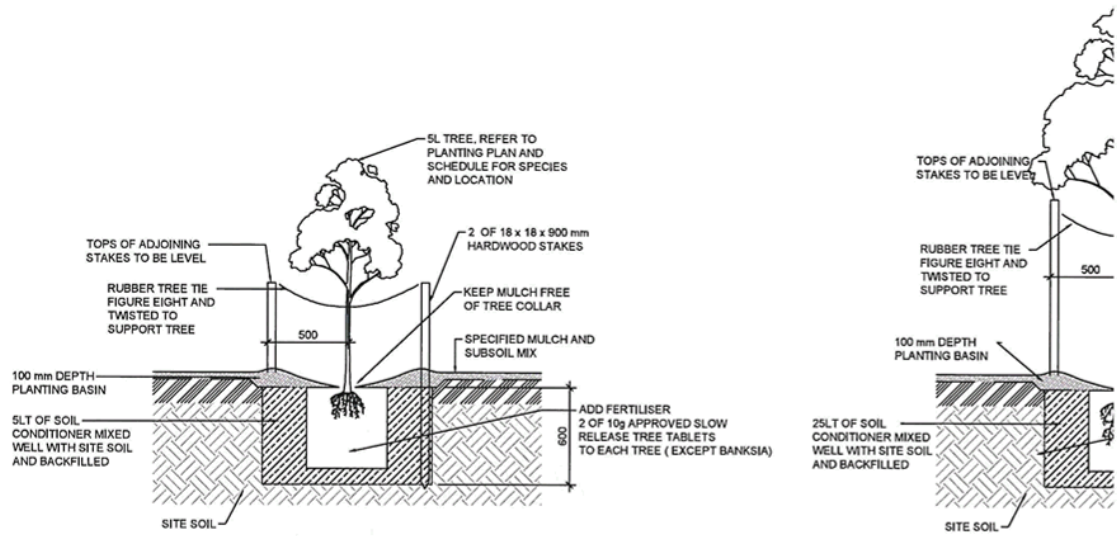 5L TREE, REFER TO
PLANTING PLAN AND
SCHEDULE FOR SPECIES
AND LOCATION
TOPS OF ADJOINING
STAKES TO BE LEVEL
2 OF 18 x 18 x 900 mm
HARDWOOD STAKES
RUBBER TREE TIE
FIGURE EIGHT AND
TWISTED TO
SUPPORT TREE
KEEP MULCH FREE
OF TREE COLLAR
500
SPECIFIED MULCH AND
SUBSOIL MIX
100 mm DEPTH
PLANTING BASIN
5LT OF SOIL
CONDITIONER MIXED
WELL WITH SITE SOIL
AND BACKFILLED
600
ADD FERTILISER
2 OF 10g APPROVED SLOW
RELEASE TREE TABLETS
TO EACH TREE ( EXCEPT BANKSIA)
SITE SOIL
TOPS OF ADJOINING
STAKES TO BE LEVEL
RUBBER TREE TIE
FIGURE EIGHT AND
TWISTED TO
SUPPORT TREE
500
100 mm DEPTH
PLANTING BASIN
25LT OF SOIL
CONDITIONER MIXED
WELL WITH SITE SOIL
AND BACKFILLED
SITE SOIL